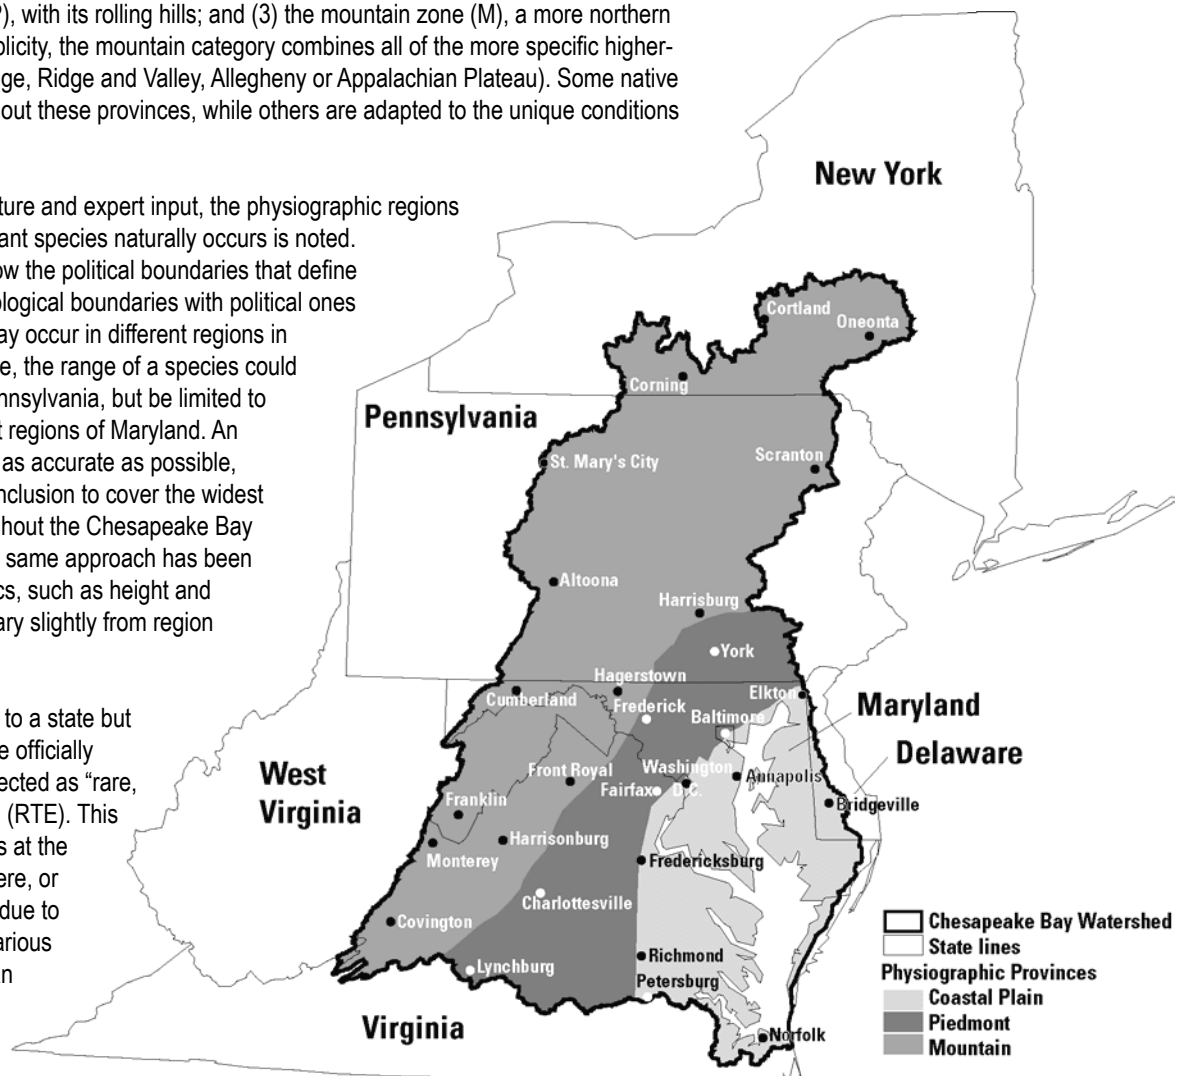 P), with its rolling hills; and (3) the mountain zone (M), a more northern
plicity, the mountain category combines all of the more specific higher-
ge, Ridge and Valley, Allegheny or Appalachian Plateau). Some native
out these provinces, while others are adapted to the unique conditions
ture and expert input, the physiographic regions
ant species naturally occurs is noted.
ow the political boundaries that define
ological boundaries with political ones
ay occur in different regions in
e, the range of a species could
nnsylvania, but be limited to
t regions of Maryland. An
as accurate as possible,
nclusion to cover the widest
ghout the Chesapeake Bay
same approach has been
cs, such as height and
ary slightly from region
to a state but
e officially
ected as “rare,
(RTE). This
s at the
ere, or
due to
arious
an
New York
Cortland
Oneonta
Corning
Pennsylvania
St. Mary's City
Scranton
Altoona
Harrisburg
York
Hagerstown
Cumberland
Elkton
Frederick
Baltimore
Maryland
Delaware
West
Virginia
Front Royal
Washington
D.C.
Annapolis
Fairfax
Franklin
Bridgeville
Harrisonburg
Monterey
Fredericksburg
Charlottesville
Covington
Richmond
Lynchburg
Petersburg
Virginia
Norfolk
Chesapeake Bay Watershed
State lines
Physiographic Provinces
Coastal Plain
Piedmont
Mountain